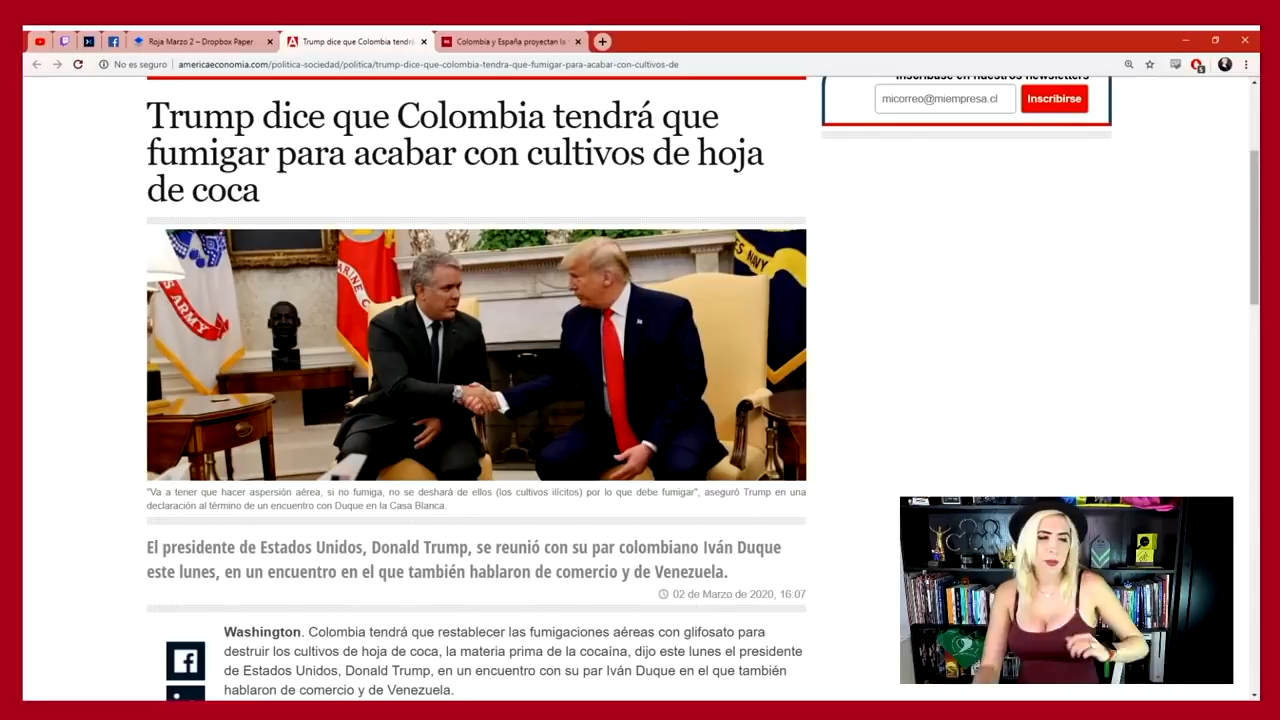 Roja Marzo 2 – Dropbox Paper
Trump dice que Colombia tendrá
Colombia y España proyectan la
No es seguro
americaeconomia.com/politica-sociedad/politica/trump-dice-que-colombia-tendra-que-fumigar-para-acabar-con-cultivos-de
Inscríbase en nuestros newsletters
micorreo@miempresa.cl
Inscribirse
Trump dice que Colombia tendrá que
fumigar para acabar con cultivos de hoja
de coca
U.S. ARMY
MARINE C
ES NAVY
"Va a tener que hacer aspersión aérea, si no fumiga, no se deshará de ellos (los cultivos ilícitos) por lo que debe fumigar", aseguró Trump en una
declaración al término de un encuentro con Duque en la Casa Blanca.
El presidente de Estados Unidos, Donald Trump, se reunió con su par colombiano Iván Duque
este lunes, en un encuentro en el que también hablaron de comercio y de Venezuela.
02 de Marzo de 2020, 16:07
Washington. Colombia tendrá que restablecer las fumigaciones aéreas con glifosato para
destruir los cultivos de hoja de coca, la materia prima de la cocaína, dijo este lunes el presidente
de Estados Unidos, Donald Trump, en un encuentro con su par Iván Duque en el que también
hablaron de comercio y de Venezuela.